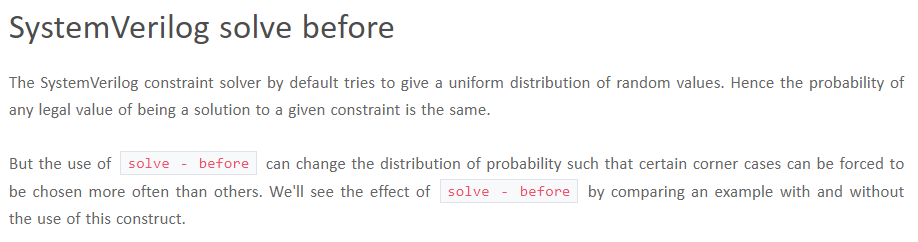 SystemVerilog solve before
The SystemVerilog constraint solver by default tries to give a uniform distribution of random values. Hence the probability of
any legal value of being a solution to a given constraint is the same.
But the use of solve - before can change the distribution of probability such that certain corner cases can be forced to
be chosen more often than others. We'll see the effect of solve - before by comparing an example with and without
the use of this construct.